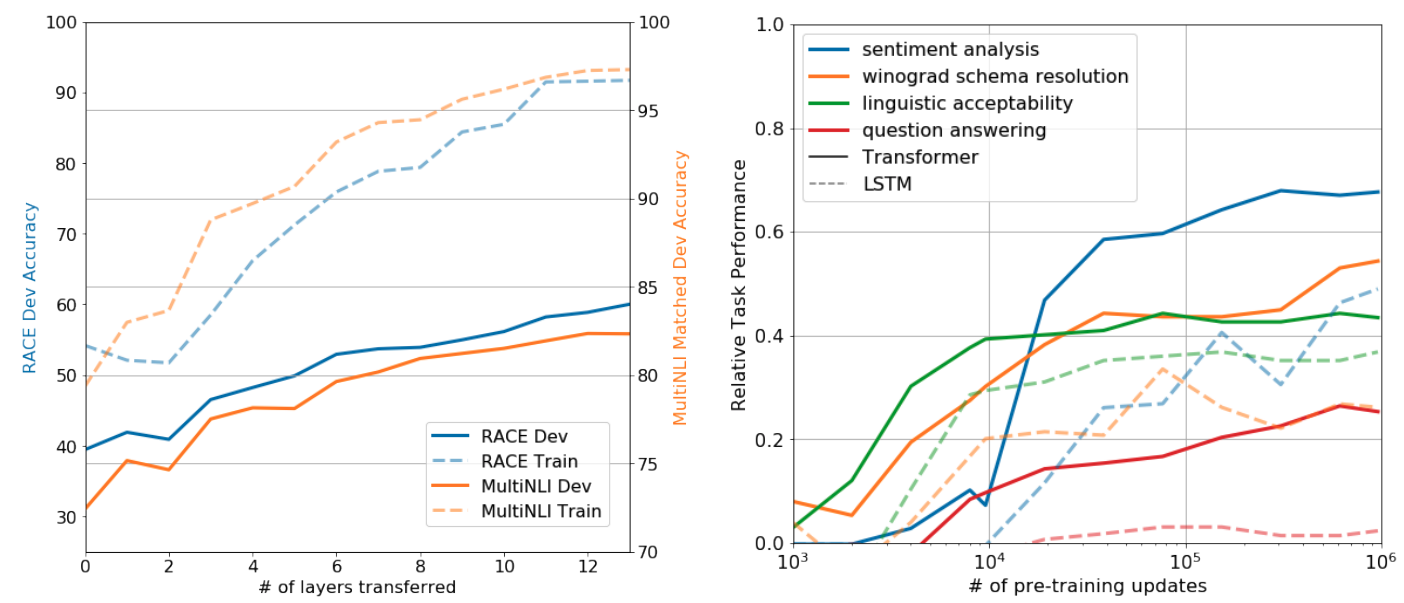 100
90
80
70
60
50
40
30
RACE Dev Accuracy
100
95
90
85
80
75
70
MultiNLI Matched Dev Accuracy
RACE Dev
RACE Train
MultiNLI Dev
MultiNLI Train
0 2 4 6 8 10 12
# of layers transferred
1.0
0.8
0.6
0.4
0.2
0.0
Relative Task Performance
sentiment analysis
winograd schema resolution
linguistic acceptability
question answering
Transformer
LSTM
10³ 10⁴ 10⁵ 10⁶
# of pre-training updates